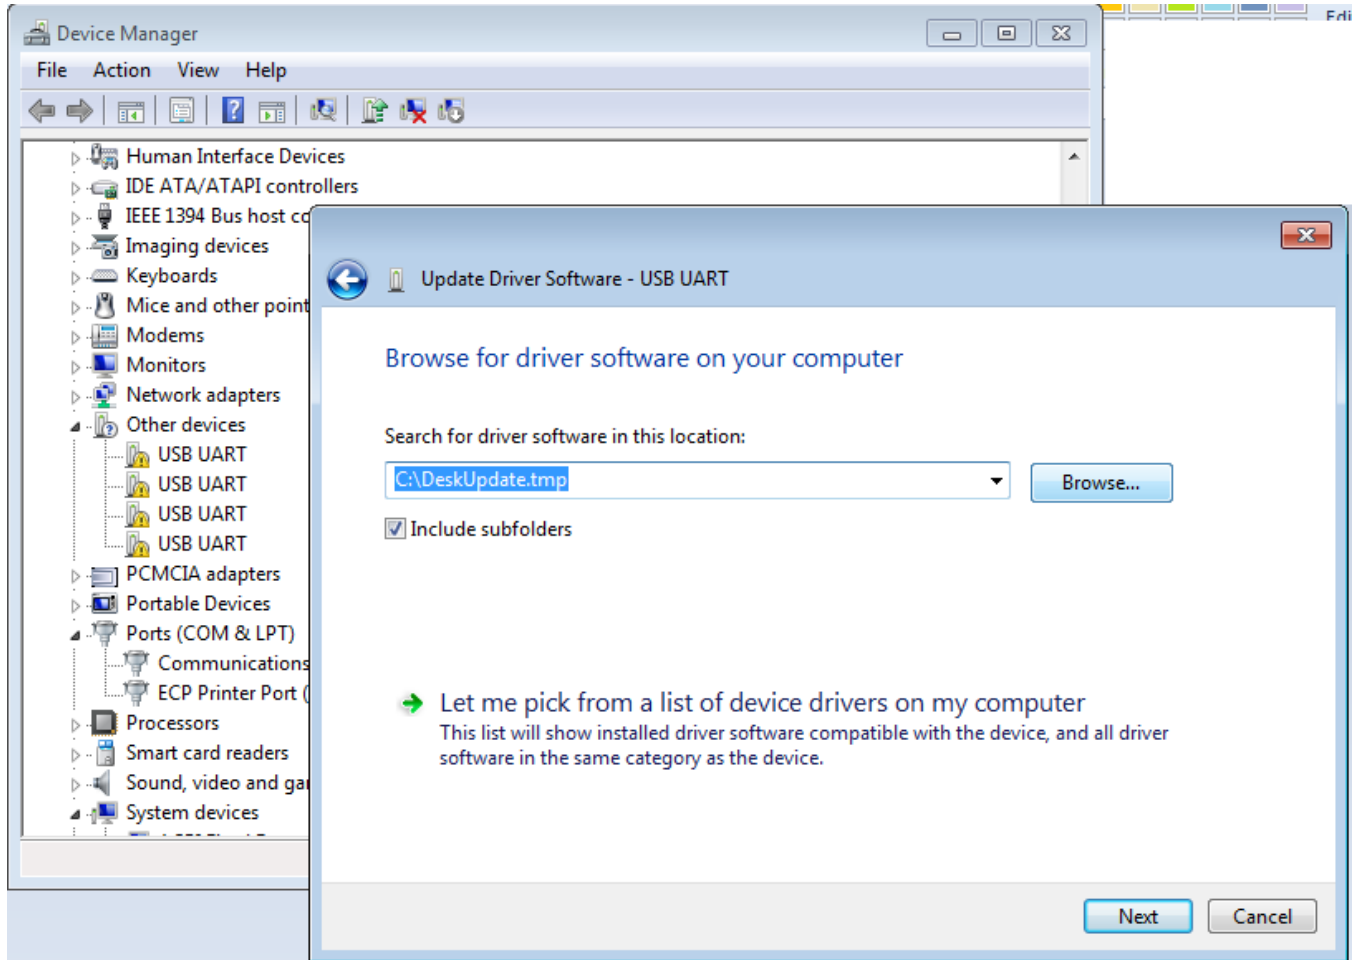 Edi
Device Manager
File Action View Help
Human Interface Devices
IDE ATA/ATAPI controllers
IEEE 1394 Bus host co
Imaging devices
Keyboards
Mice and other point
Modems
Monitors
Network adapters
Other devices
USB UART
USB UART
USB UART
USB UART
PCMCIA adapters
Portable Devices
Ports (COM & LPT)
Communications
ECP Printer Port (
Processors
Smart card readers
Sound, video and ga
System devices
Update Driver Software - USB UART
Browse for driver software on your computer
Search for driver software in this location:
C:\DeskUpdate.tmp
Browse...
Include subfolders
Let me pick from a list of device drivers on my computer
This list will show installed driver software compatible with the device, and all driver
software in the same category as the device.
Next Cancel